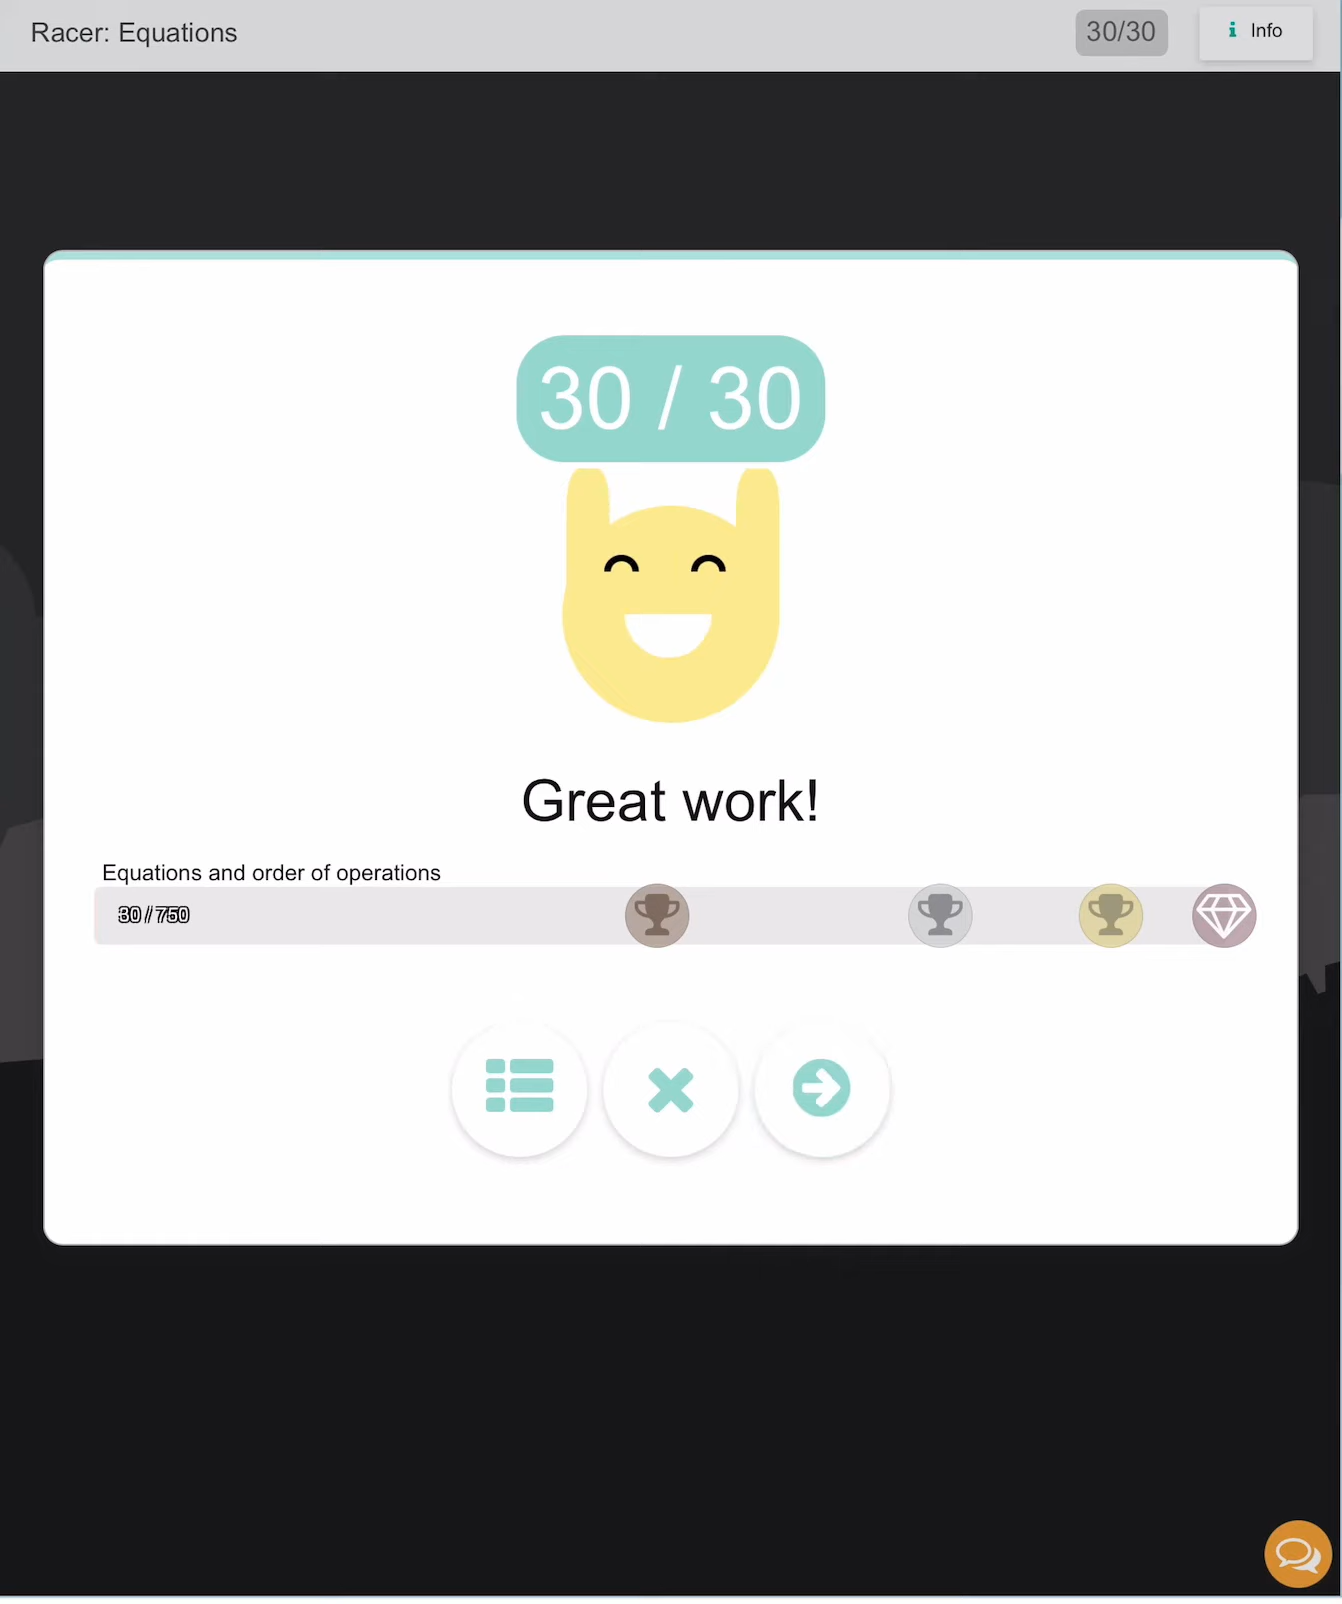 Racer: Equations
30/30
i Info
30 / 30
Great work!
Equations and order of operations
30 / 750